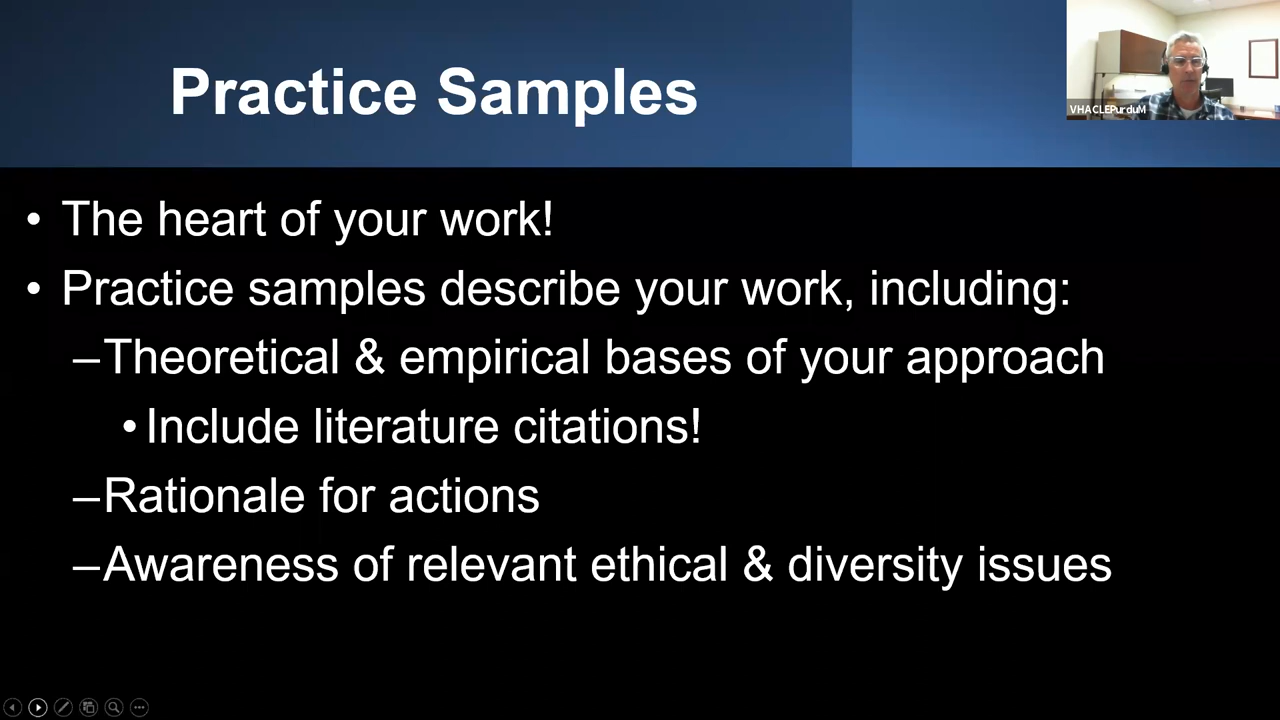 Practice Samples
VHACLEPurduM
• The heart of your work!
• Practice samples describe your work, including:
–Theoretical & empirical bases of your approach
• Include literature citations!
–Rationale for actions
–Awareness of relevant ethical & diversity issues